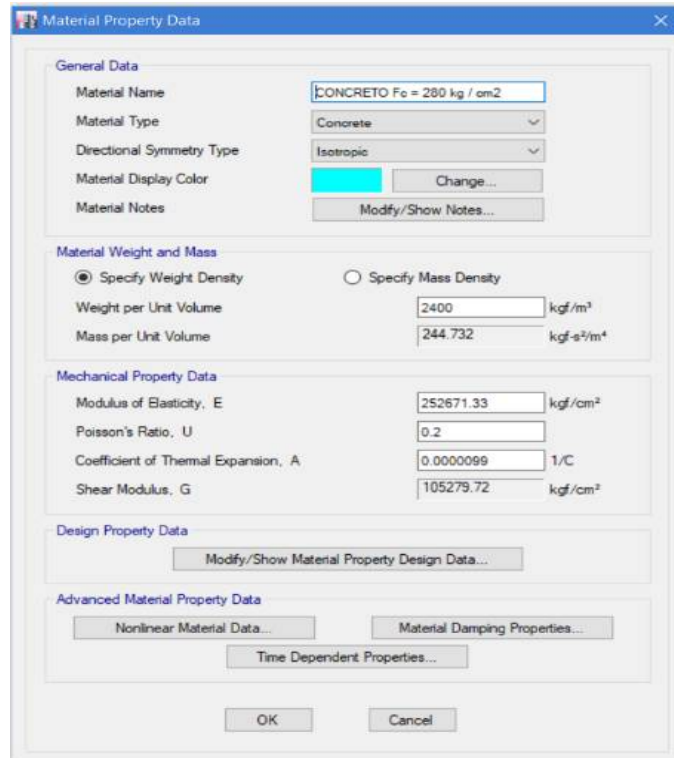 Material Property Data
General Data
Material Name CONCRETO Fc = 280 kg / cm2
Material Type Concrete
Directional Symmetry Type Isotropic
Material Display Color Change...
Material Notes Modify/Show Notes...
Material Weight and Mass
Specify Weight Density Specify Mass Density
Weight per Unit Volume 2400 kgf/m³
Mass per Unit Volume 244.732 kgf-s²/m⁴
Mechanical Property Data
Modulus of Elasticity, E 252671.33 kgf/cm²
Poisson's Ratio, U 0.2
Coefficient of Thermal Expansion, A 0.0000099 1/C
Shear Modulus, G 105279.72 kgf/cm²
Design Property Data
Modify/Show Material Property Design Data...
Advanced Material Property Data
Nonlinear Material Data... Material Damping Properties...
Time Dependent Properties...
OK Cancel